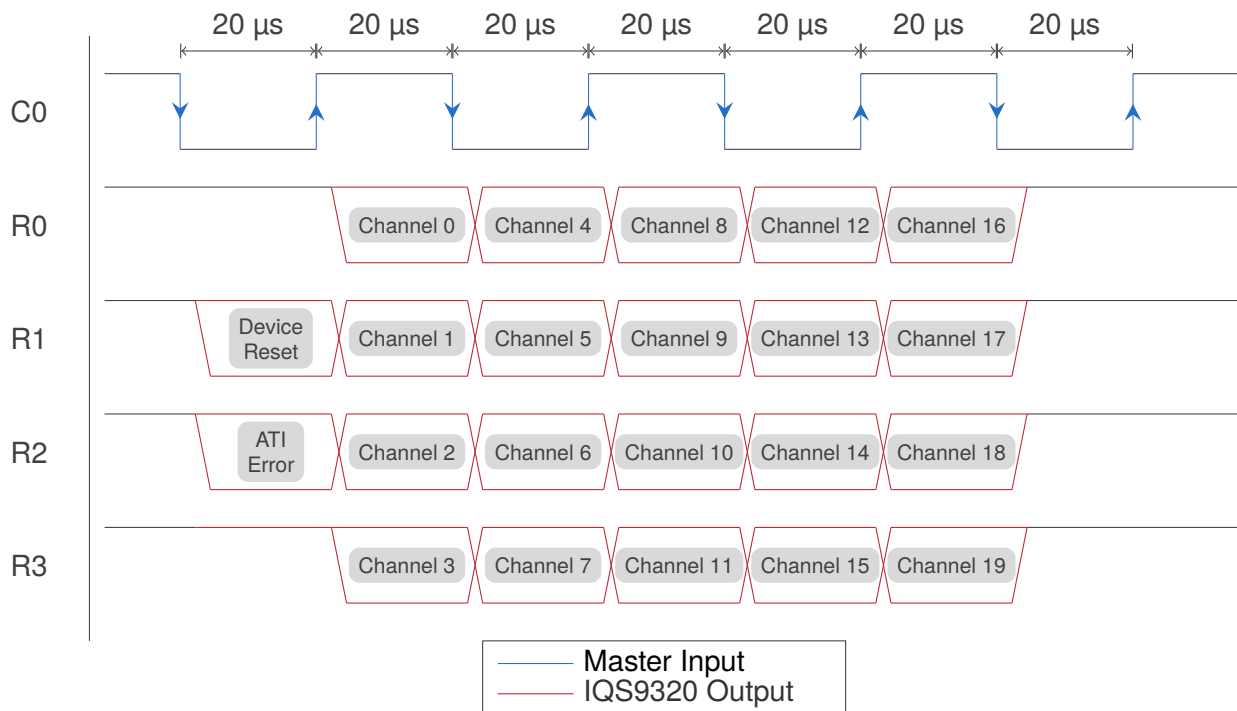 20 µs 20 µs 20 µs 20 µs 20 µs 20 µs 20 µs
C0
R0 Channel 0 Channel 4 Channel 8 Channel 12 Channel 16
R1 Device Reset Channel 1 Channel 5 Channel 9 Channel 13 Channel 17
R2 ATI Error Channel 2 Channel 6 Channel 10 Channel 14 Channel 18
R3 Channel 3 Channel 7 Channel 11 Channel 15 Channel 19
Master Input
IQS9320 Output